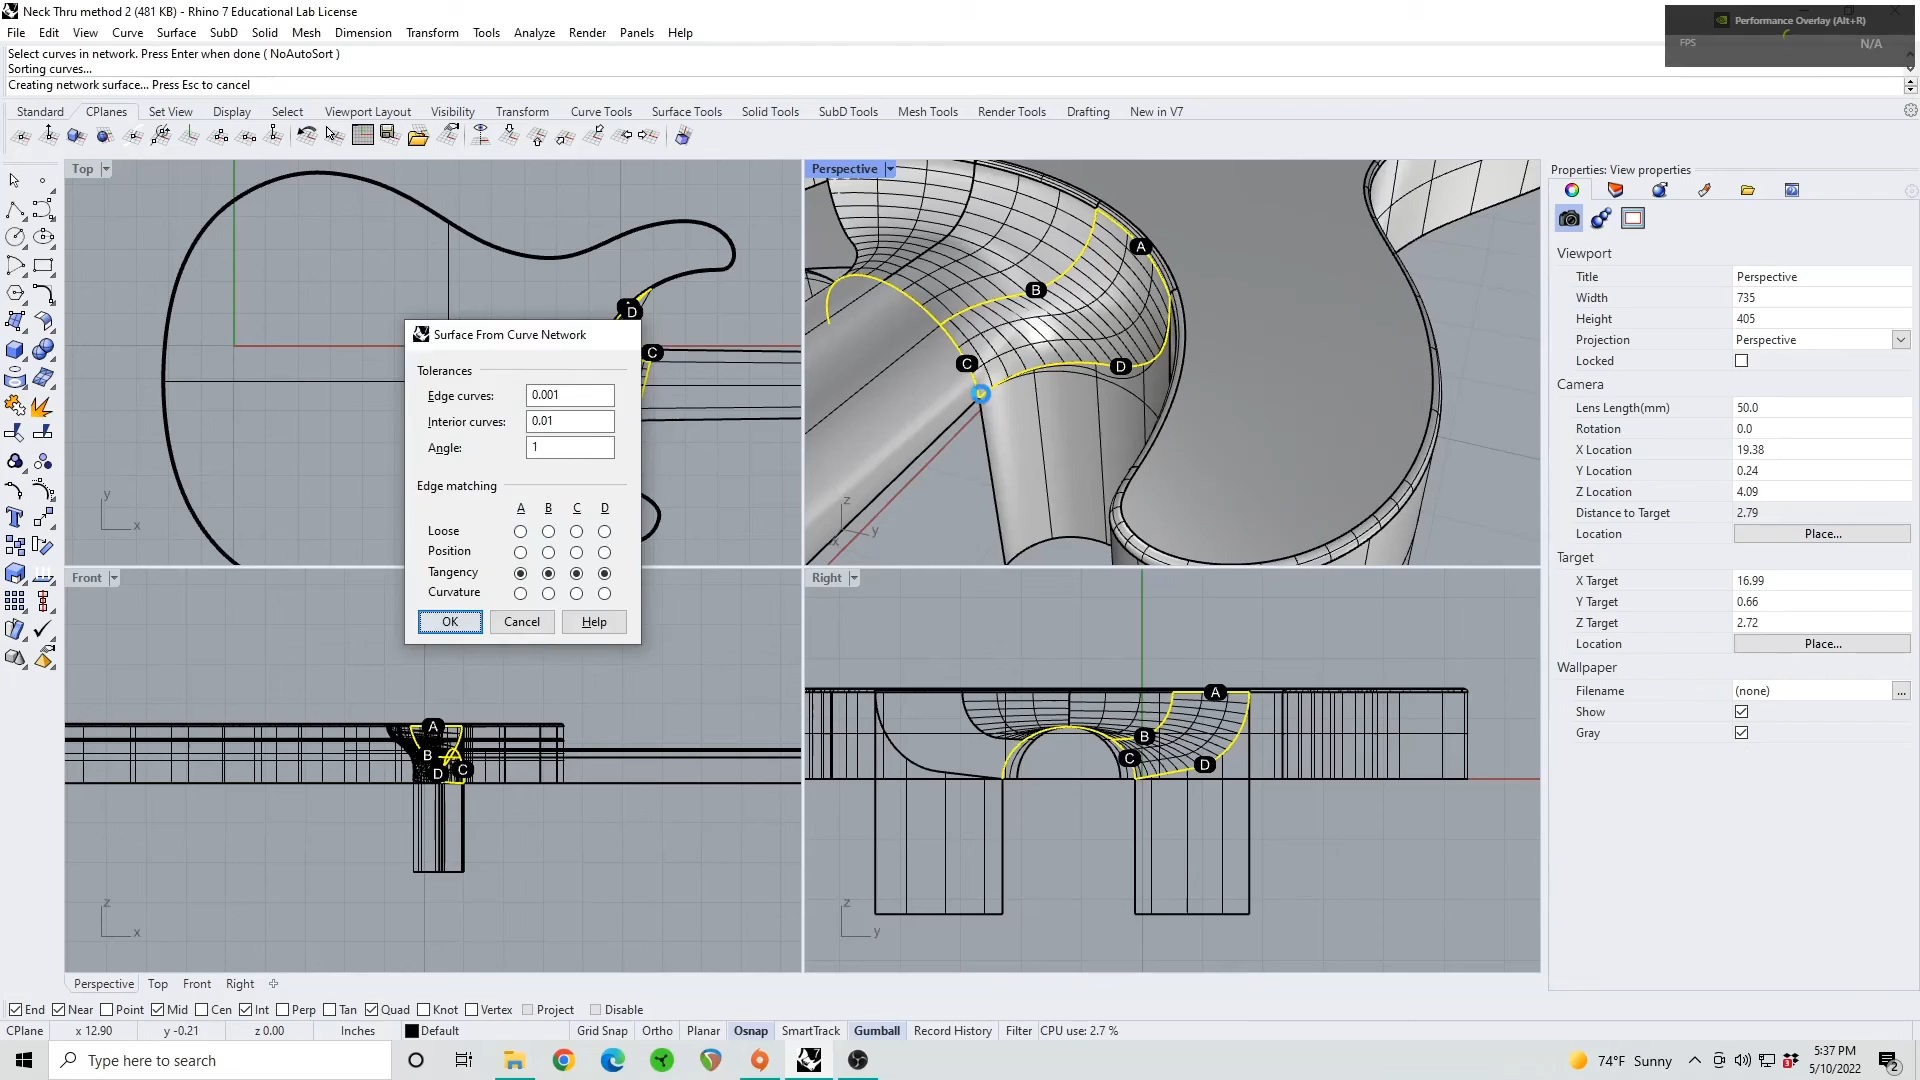 Neck Thru method 2 (481 KB) - Rhino 7 Educational Lab License
File Edit View Curve Surface SubD Solid Mesh Dimension Transform Tools Analyze Render Panels Help
Performance Overlay (Alt+R)
FPS N/A
Select curves in network. Press Enter when done ( NoAutoSort )
Sorting curves...
Creating network surface... Press Esc to cancel
Standard CPlanes Set View Display Select Viewport Layout Visibility Transform Curve Tools Surface Tools Solid Tools SubD Tools Mesh Tools Render Tools Drafting New in V7
Top
D
C
y
x
Surface From Curve Network
Tolerances
Edge curves: 0.001
Interior curves: 0.01
Angle: 1
Edge matching
A B C D
Loose
Position
Tangency
Curvature
OK Cancel Help
Perspective
A
B
C
D
z
y
x
Front
A
B
C
D
z
x
Right
A
B
C
D
z
y
Properties: View properties
Viewport
Title Perspective
Width 735
Height 405
Projection Perspective
Locked
Camera
Lens Length(mm) 50.0
Rotation 0.0
X Location 19.38
Y Location 0.24
Z Location 4.09
Distance to Target 2.79
Location Place...
Target
X Target 16.99
Y Target 0.66
Z Target 2.72
Location Place...
Wallpaper
Filename (none) ...
Show
Gray
Perspective Top Front Right
End Near Point Mid Cen Int Perp Tan Quad Knot Vertex Project Disable
CPlane x 12.90 y -0.21 z 0.00 Inches Default Grid Snap Ortho Planar Osnap SmartTrack Gumball Record History Filter CPU use: 2.7 %
Type here to search
74°F Sunny
5:37 PM
5/10/2022
2